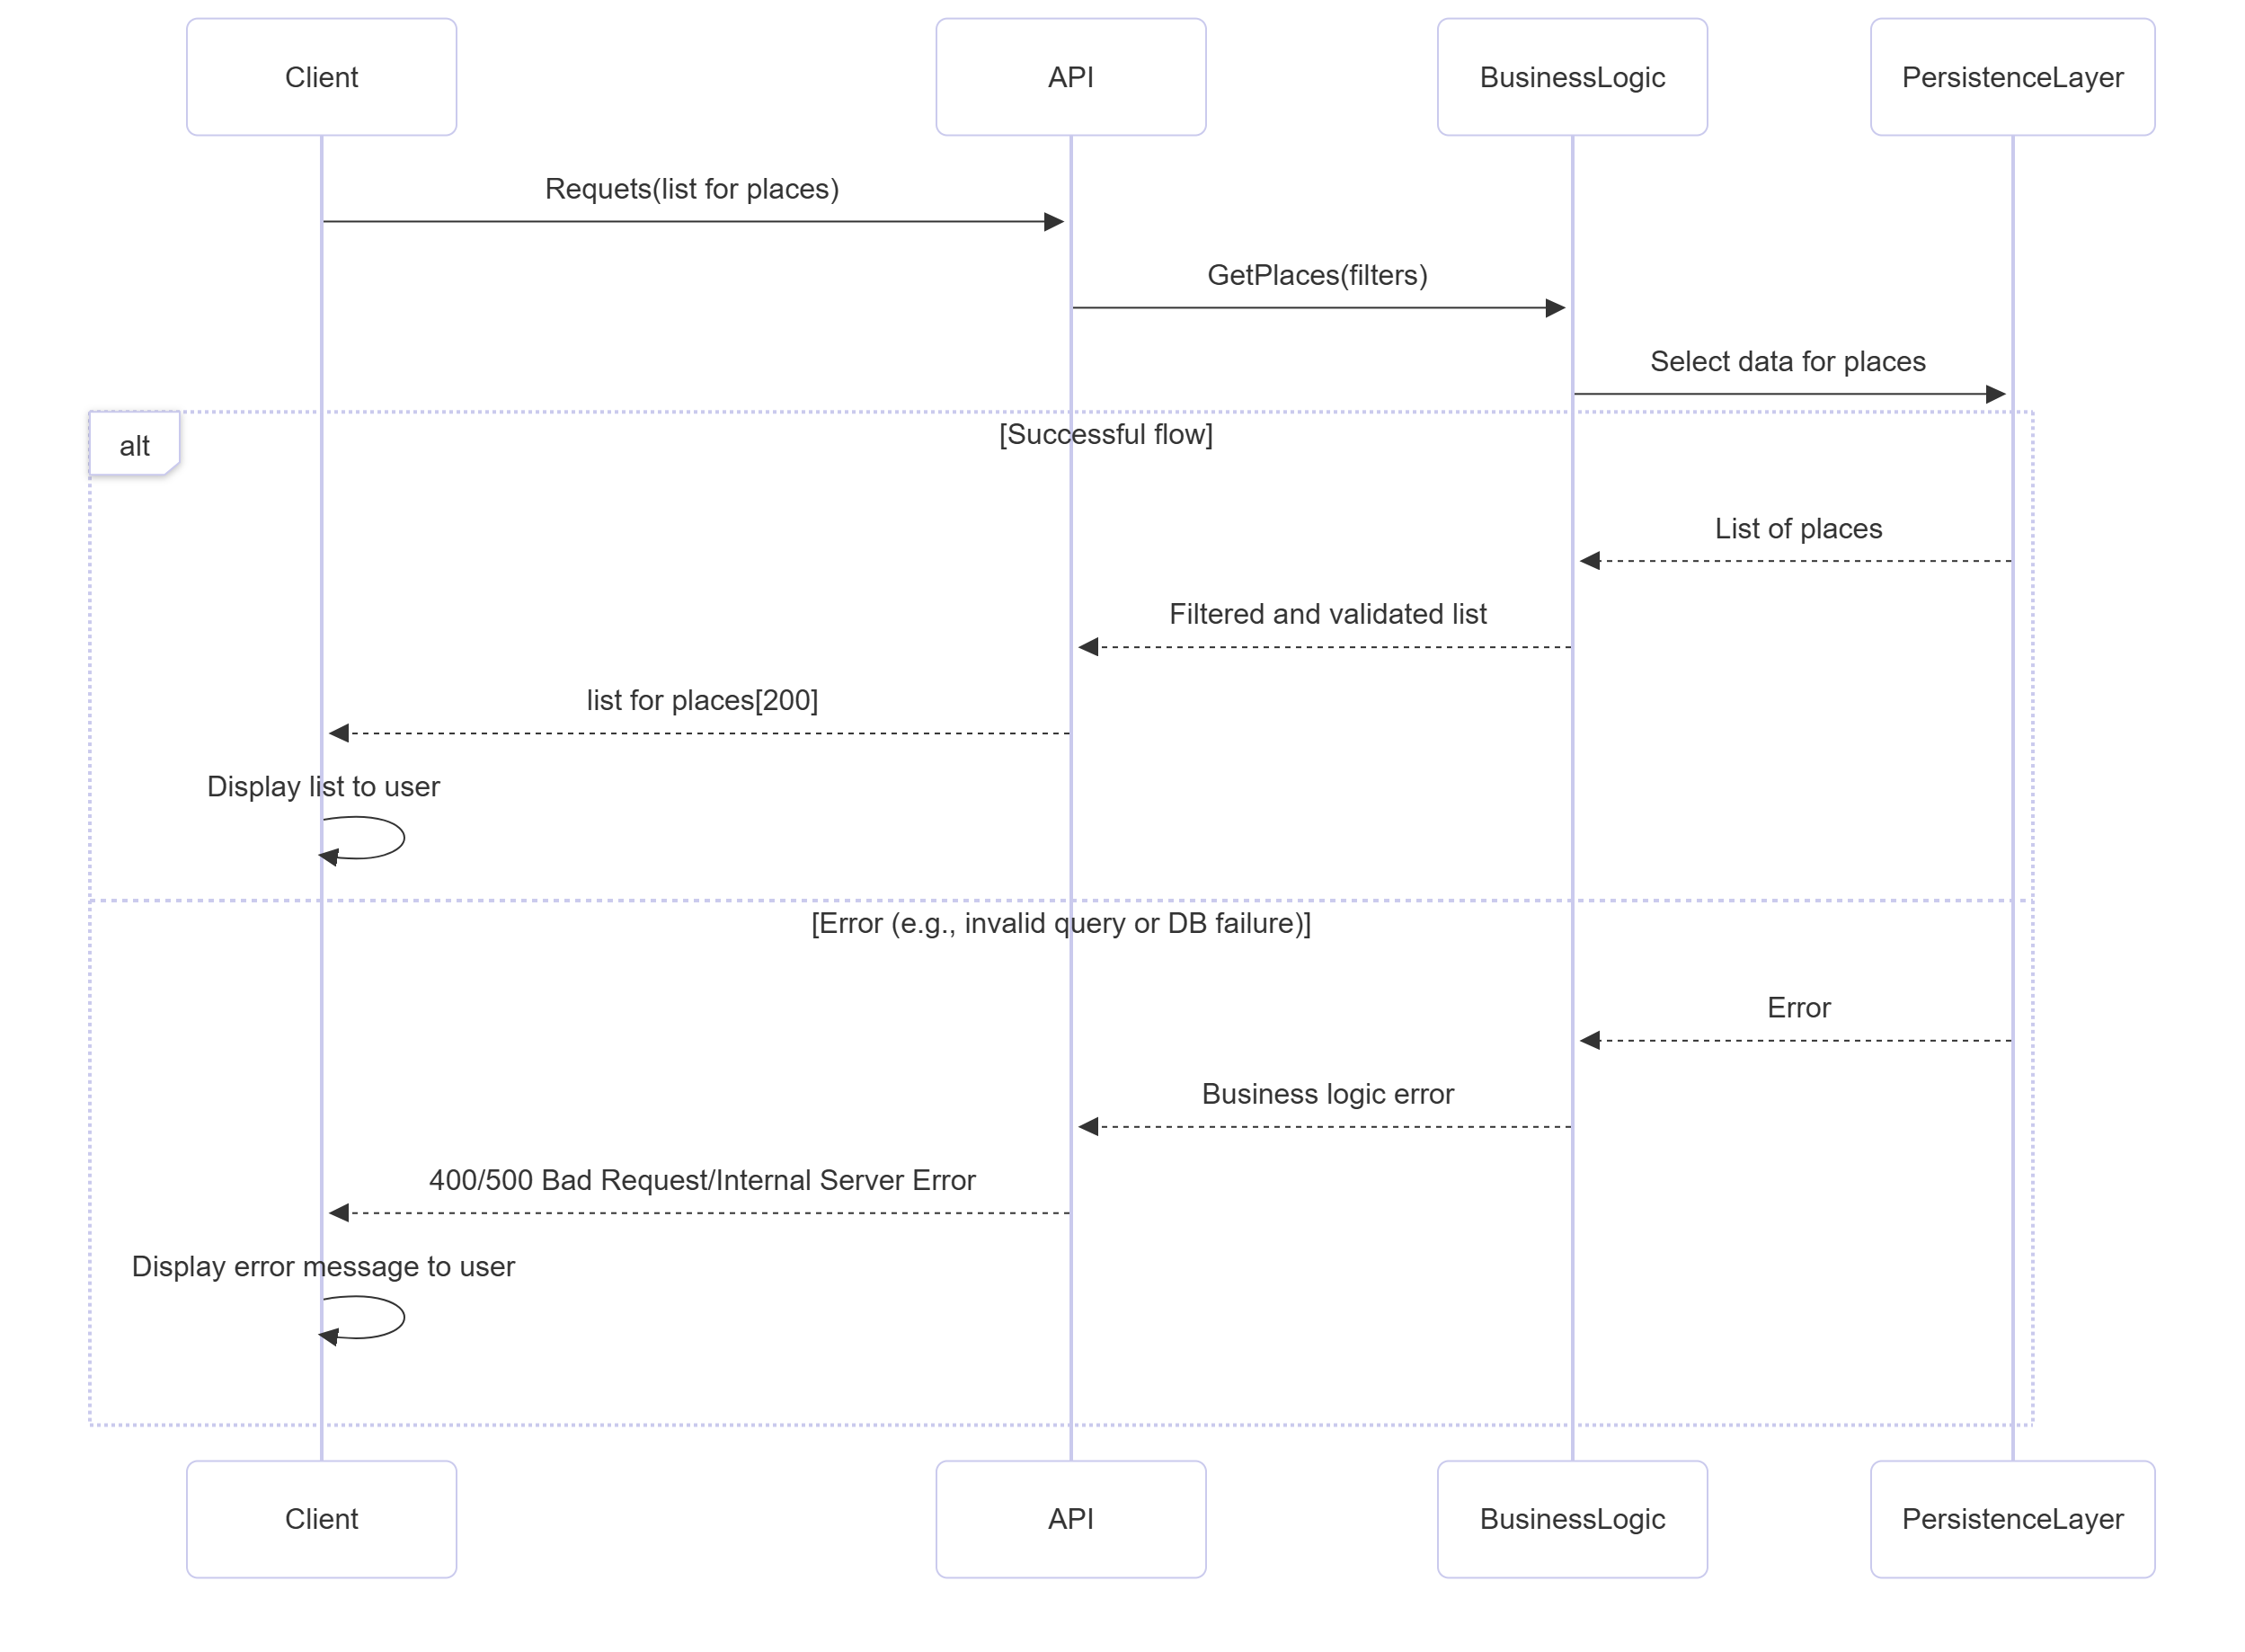 Client
API
BusinessLogic
PersistenceLayer
Requets(list for places)
GetPlaces(filters)
Select data for places
alt
[Successful flow]
List of places
Filtered and validated list
list for places[200]
Display list to user
[Error (e.g., invalid query or DB failure)]
Error
Business logic error
400/500 Bad Request/Internal Server Error
Display error message to user
Client
API
BusinessLogic
PersistenceLayer